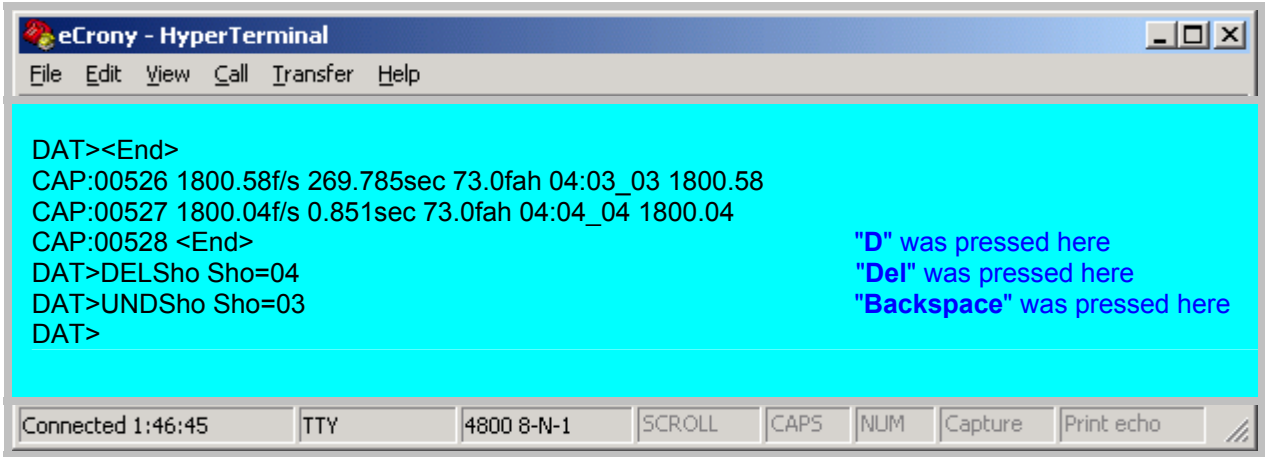 eCrony - HyperTerminal
File Edit View Call Transfer Help
DAT><End>
CAP:00526 1800.58f/s 269.785sec 73.0fah 04:03_03 1800.58
CAP:00527 1800.04f/s 0.851sec 73.0fah 04:04_04 1800.04
CAP:00528 <End> "D" was pressed here
DAT>DELSho Sho=04 "Del" was pressed here
DAT>UNDSho Sho=03 "Backspace" was pressed here
DAT>
Connected 1:46:45 TTY 4800 8-N-1 SCROLL CAPS NUM Capture Print echo